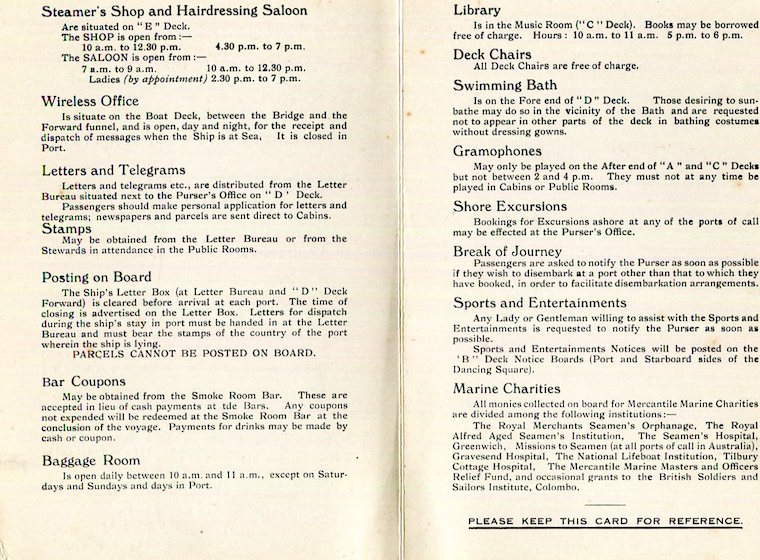 Steamer's Shop and Hairdressing Saloon
Are situated on "E" Deck.
The SHOP is open from :—
10 a.m. to 12.30 p.m. 4.30 p.m. to 7 p.m.
The SALOON is open from :—
7 a.m. to 9 a.m. 10 a.m. to 12.30 p.m.
Ladies (by appointment) 2.30 p.m. to 7 p.m.
Wireless Office
Is situate on the Boat Deck, between the Bridge and the
Forward funnel, and is open, day and night, for the receipt and
dispatch of messages when the Ship is at Sea, It is closed in
Port.
Letters and Telegrams
Letters and telegrams etc., are distributed from the Letter
Bureau situated next to the Purser's Office on "D' Deck.
Passengers should make personal application for letters and
telegrams; newspapers and parcels are sent direct to Cabins.
Stamps
May be obtained from the Letter Bureau or from the
Stewards in attendance in the Public Rooms.
Posting on Board
The Ship's Letter Box (at Letter Bureau and "D" Deck
Forward) is cleared before arrival at each port. The time of
closing is advertised on the Letter Box. Letters for dispatch
during the ship's stay in port must be handed in at the Letter
Bureau and must bear the stamps of the country of the port
wherein the ship is lying.
PARCELS CANNOT BE POSTED ON BOARD.
Bar Coupons
May be obtained from the Smoke Room Bar. These are
accepted in lieu of cash payments at tde Bars. Any coupons
not expended will be redeemed at the Smoke Room Bar at the
conclusion of the voyage. Payments for drinks may be made by
cash or coupon.
Baggage Room
Is open daily between 10 a.m. and 11 a.m., except on Satur-
days and Sundays and days in Port.
Library
Is in the Music Room ("C" Deck). Books may be borrowed
free of charge. Hours : 10 a.m. to 11 a.m. 5 p.m. to 6 p.m.
Deck Chairs
All Deck Chairs are free of charge.
Swimming Bath
Is on the Fore end of "D" Deck. Those desiring to sun-
bathe may do so in the vicinity of the Bath and are requested
not to appear in other parts of the deck in bathing costumes
without dressing gowns.
Gramophones
May only be played on the After end of "A" and "C" Decks
but not between 2 and 4 p.m. They must not at any time be
played in Cabins or Public Rooms.
Shore Excursions
Bookings for Excursions ashore at any of the ports of call
may be effected at the Purser's Office.
Break of Journey
Passengers are asked to notify the Purser as soon as possible
if they wish to disembark at a port other than that to which they
have booked, in order to facilitate disembarkation arrangements.
Sports and Entertainments
Any Lady or Gentleman willing to assist with the Sports and
Entertainments is requested to notify the Purser as soon as
possible.
Sports and Entertainments Notices will be posted on the
'B" Deck Notice Boards (Port and Starboard sides of the
Dancing Square).
Marine Charities
All monies collected on board for Mercantile Marine Charities
are divided among the following institutions:—
The Royal Merchants Seamen's Orphanage, The Royal
Alfred Aged Seamen's Institution, The Seamen's Hospital,
Greenwich, Missions to Seamen (at all ports of call in Australia),
Gravesend Hospital, The National Lifeboat Institution, Tilbury
Cottage Hospital, The Mercantile Marine Masters and Officers
Relief Fund, and occasional grants to the British Soldiers and
Sailors Institute, Colombo.
PLEASE KEEP THIS CARD FOR REFERENCE.